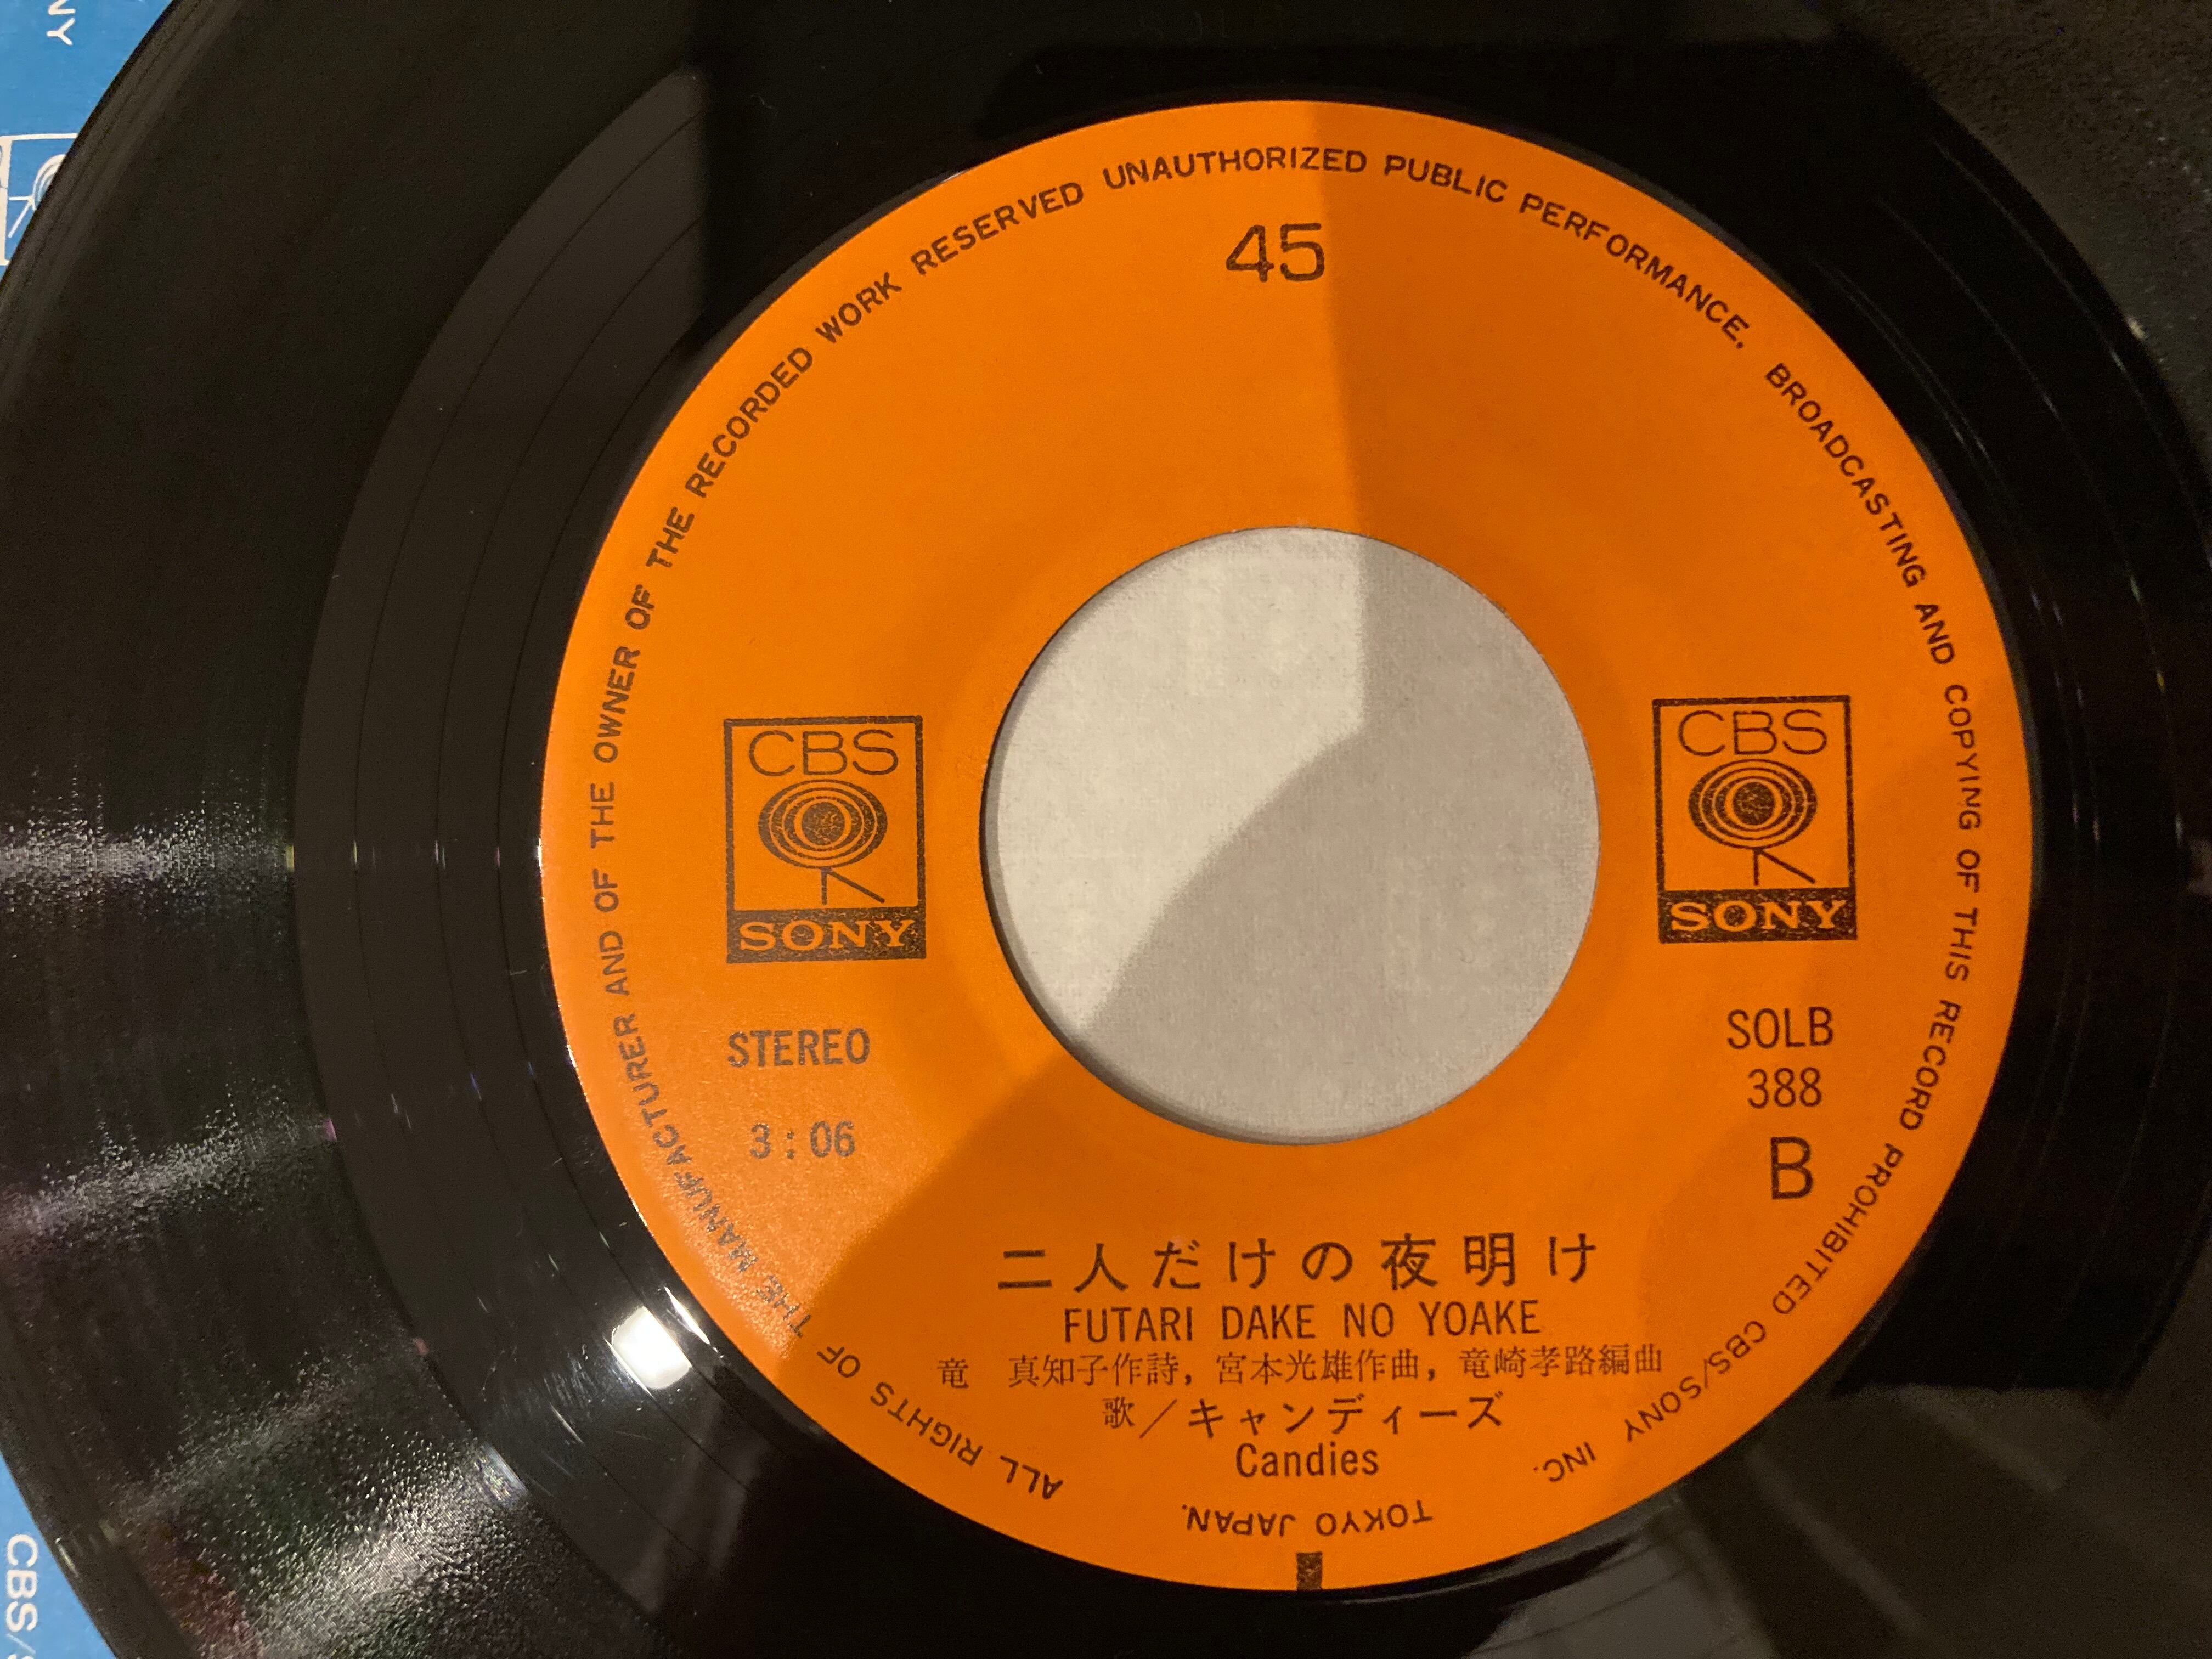 ALL RIGHTS OF THE MANUFACTURER AND OF THE OWNER OF THE RECORDED WORK RESERVED UNAUTHORIZED PUBLIC PERFORMANCE, BROADCASTING AND COPYING OF THIS RECORD PROHIBITED CBS/SONY INC.
TOKYO JAPAN.
45
CBS
SONY
CBS
SONY
STEREO
3:06
SOLB
388
B
二人だけの夜明け
FUTARI DAKE NO YOAKE
竜 真知子作詩, 宮本光雄作曲, 竜崎孝路編曲
歌／キャンディーズ
Candies
CBS/